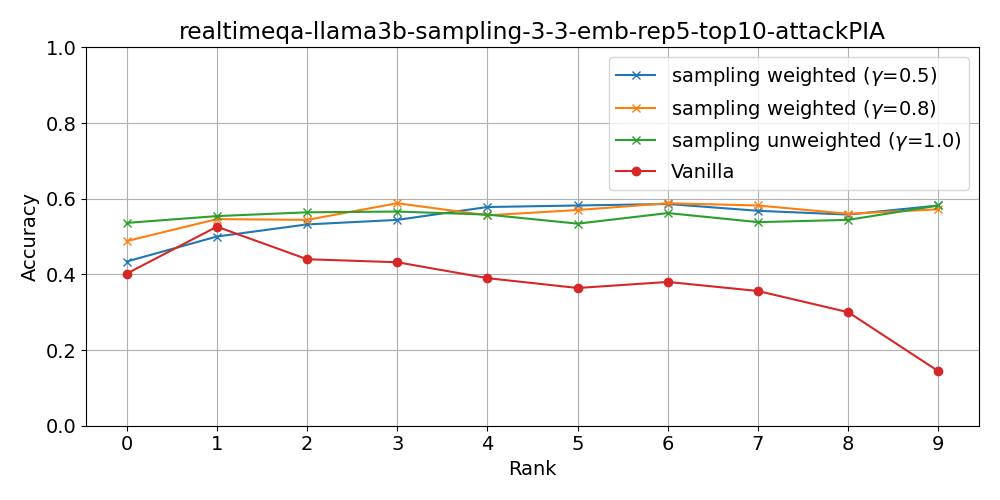 realtimeqa-llama3b-sampling-3-3-emb-rep5-top10-attackPIA
1.0
0.8
0.6
0.4
0.2
0.0
Accuracy
sampling weighted (γ=0.5)
sampling weighted (γ=0.8)
sampling unweighted (γ=1.0)
Vanilla
0 1 2 3 4 5 6 7 8 9
Rank